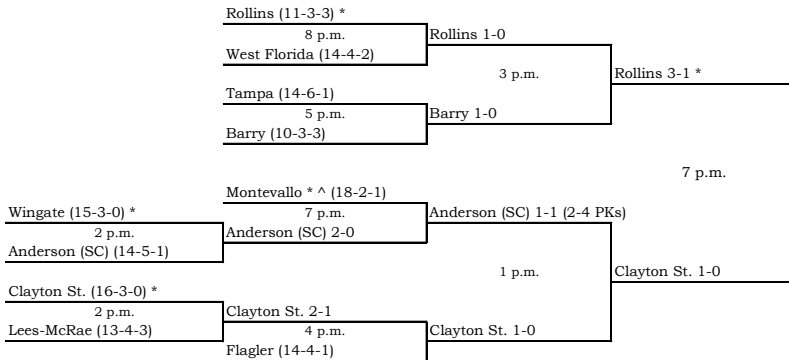 Rollins (11-3-3) *
8 p.m.
West Florida (14-4-2)
Rollins 1-0
3 p.m.
Rollins 3-1 *
Tampa (14-6-1)
5 p.m.
Barry (10-3-3)
Barry 1-0
7 p.m.
Montevallo * ^ (18-2-1)
7 p.m.
Anderson (SC) 2-0
Wingate (15-3-0) *
2 p.m.
Anderson (SC) (14-5-1)
Anderson (SC) 1-1 (2-4 PKs)
1 p.m.
Clayton St. 1-0
Clayton St. (16-3-0) *
2 p.m.
Lees-McRae (13-4-3)
Clayton St. 2-1
4 p.m.
Flagler (14-4-1)
Clayton St. 1-0